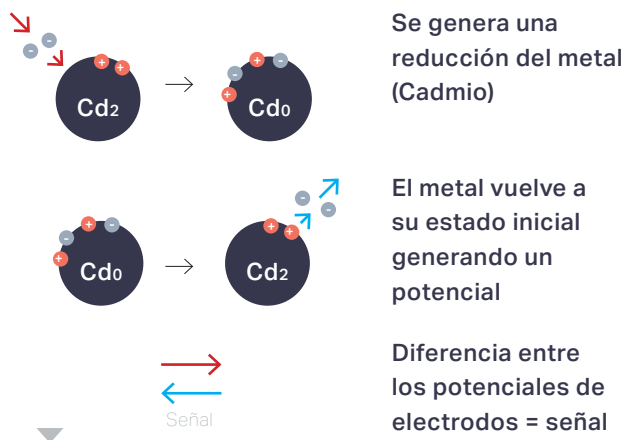 Se genera una
reducción del metal
(Cadmio)
- - + + Cd2
+ - - + Cd0
El metal vuelve a
su estado inicial
generando un
potencial
+ - - + Cd0
- - + + Cd2
Diferencia entre
los potenciales de
electrodos = señal
Señal